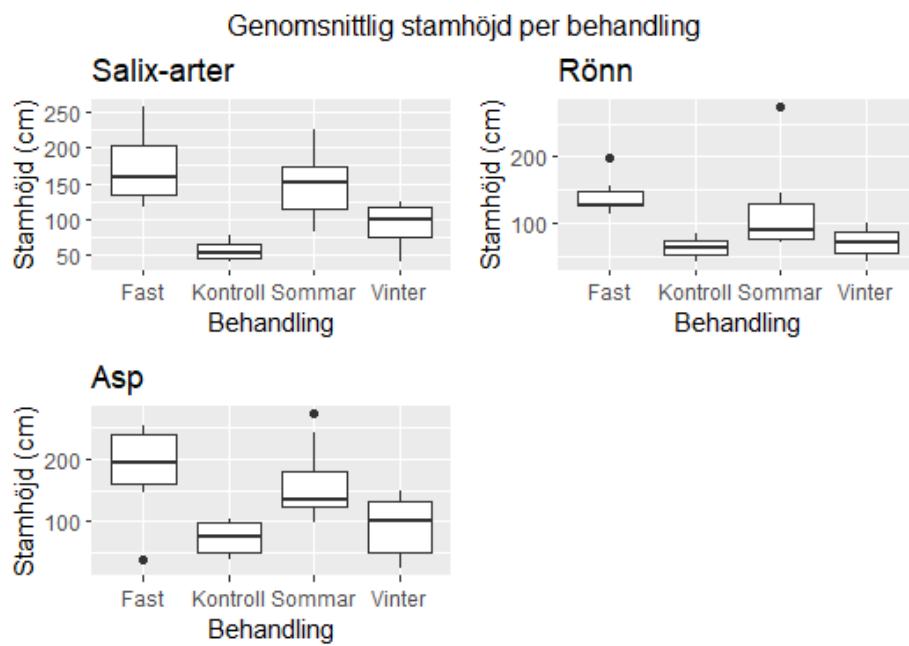 Genomsnittlig stamhöjd per behandling
Salix-arter
Stamhöjd (cm)
250
200
150
100
50
Fast Kontroll Sommar Vinter
Behandling
Rönn
Stamhöjd (cm)
200
100
Fast Kontroll Sommar Vinter
Behandling
Asp
Stamhöjd (cm)
200
100
Fast Kontroll Sommar Vinter
Behandling